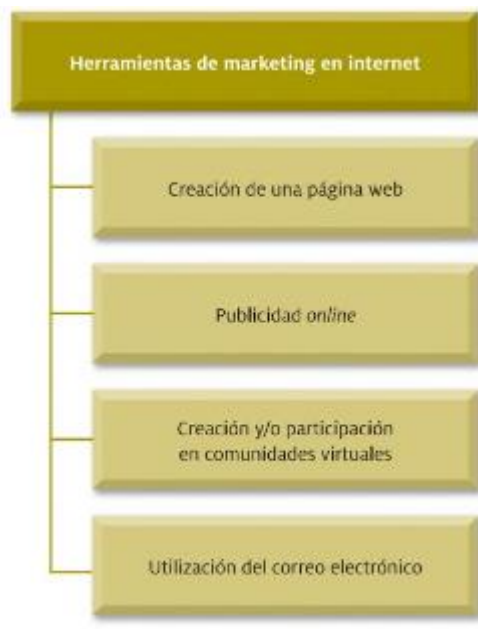 Herramientas de marketing en internet
Creación de una página web
Publicidad online
Creación y/o participación
en comunidades virtuales
Utilización del correo electrónico